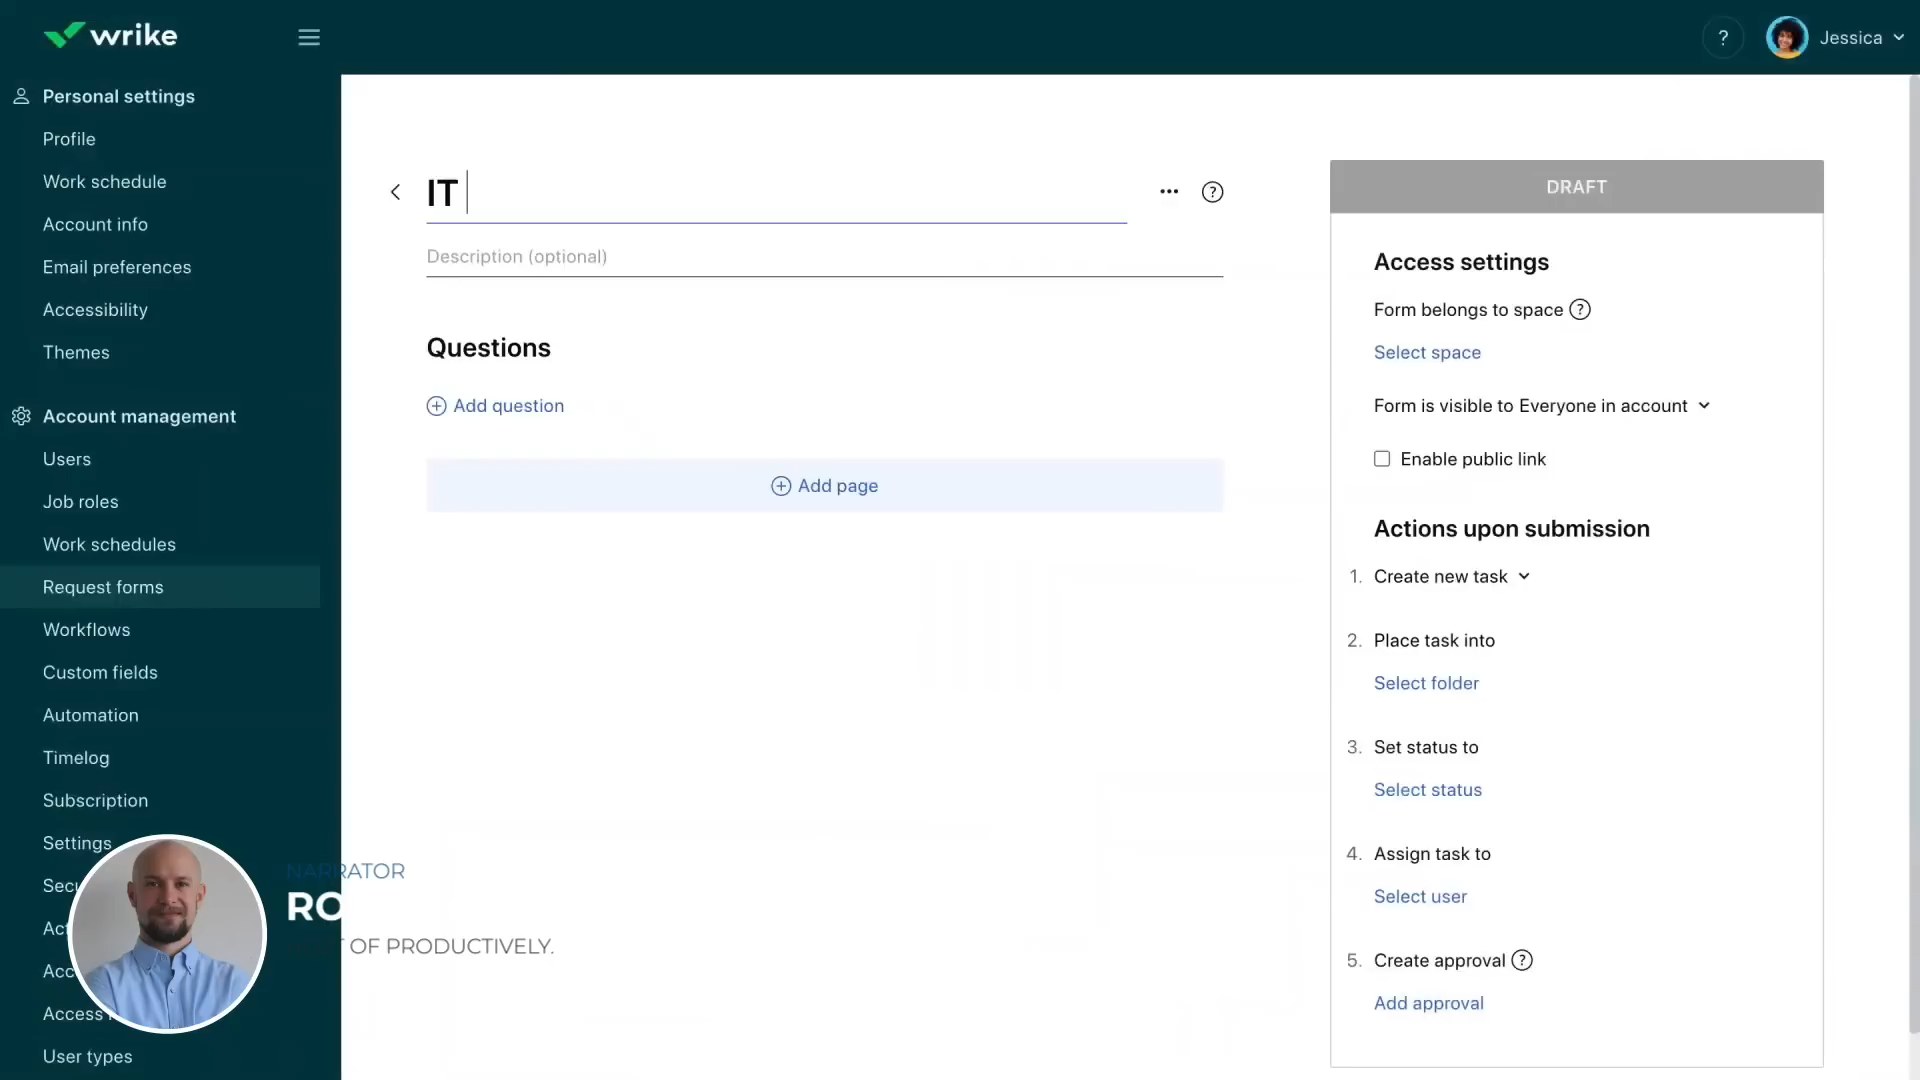 wrike
?
Jessica
Personal settings
Profile
Work schedule
Account info
Email preferences
Accessibility
Themes
Account management
Users
Job roles
Work schedules
Request forms
Workflows
Custom fields
Automation
Timelog
Subscription
Settings
Access
User types
IT
?
Description (optional)
Questions
Add question
Add page
DRAFT
Access settings
Form belongs to space ?
Select space
Form is visible to Everyone in account
Enable public link
Actions upon submission
1. Create new task
2. Place task into
Select folder
3. Set status to
Select status
4. Assign task to
Select user
5. Create approval ?
Add approval
NARRATOR
OF PRODUCTIVELY.